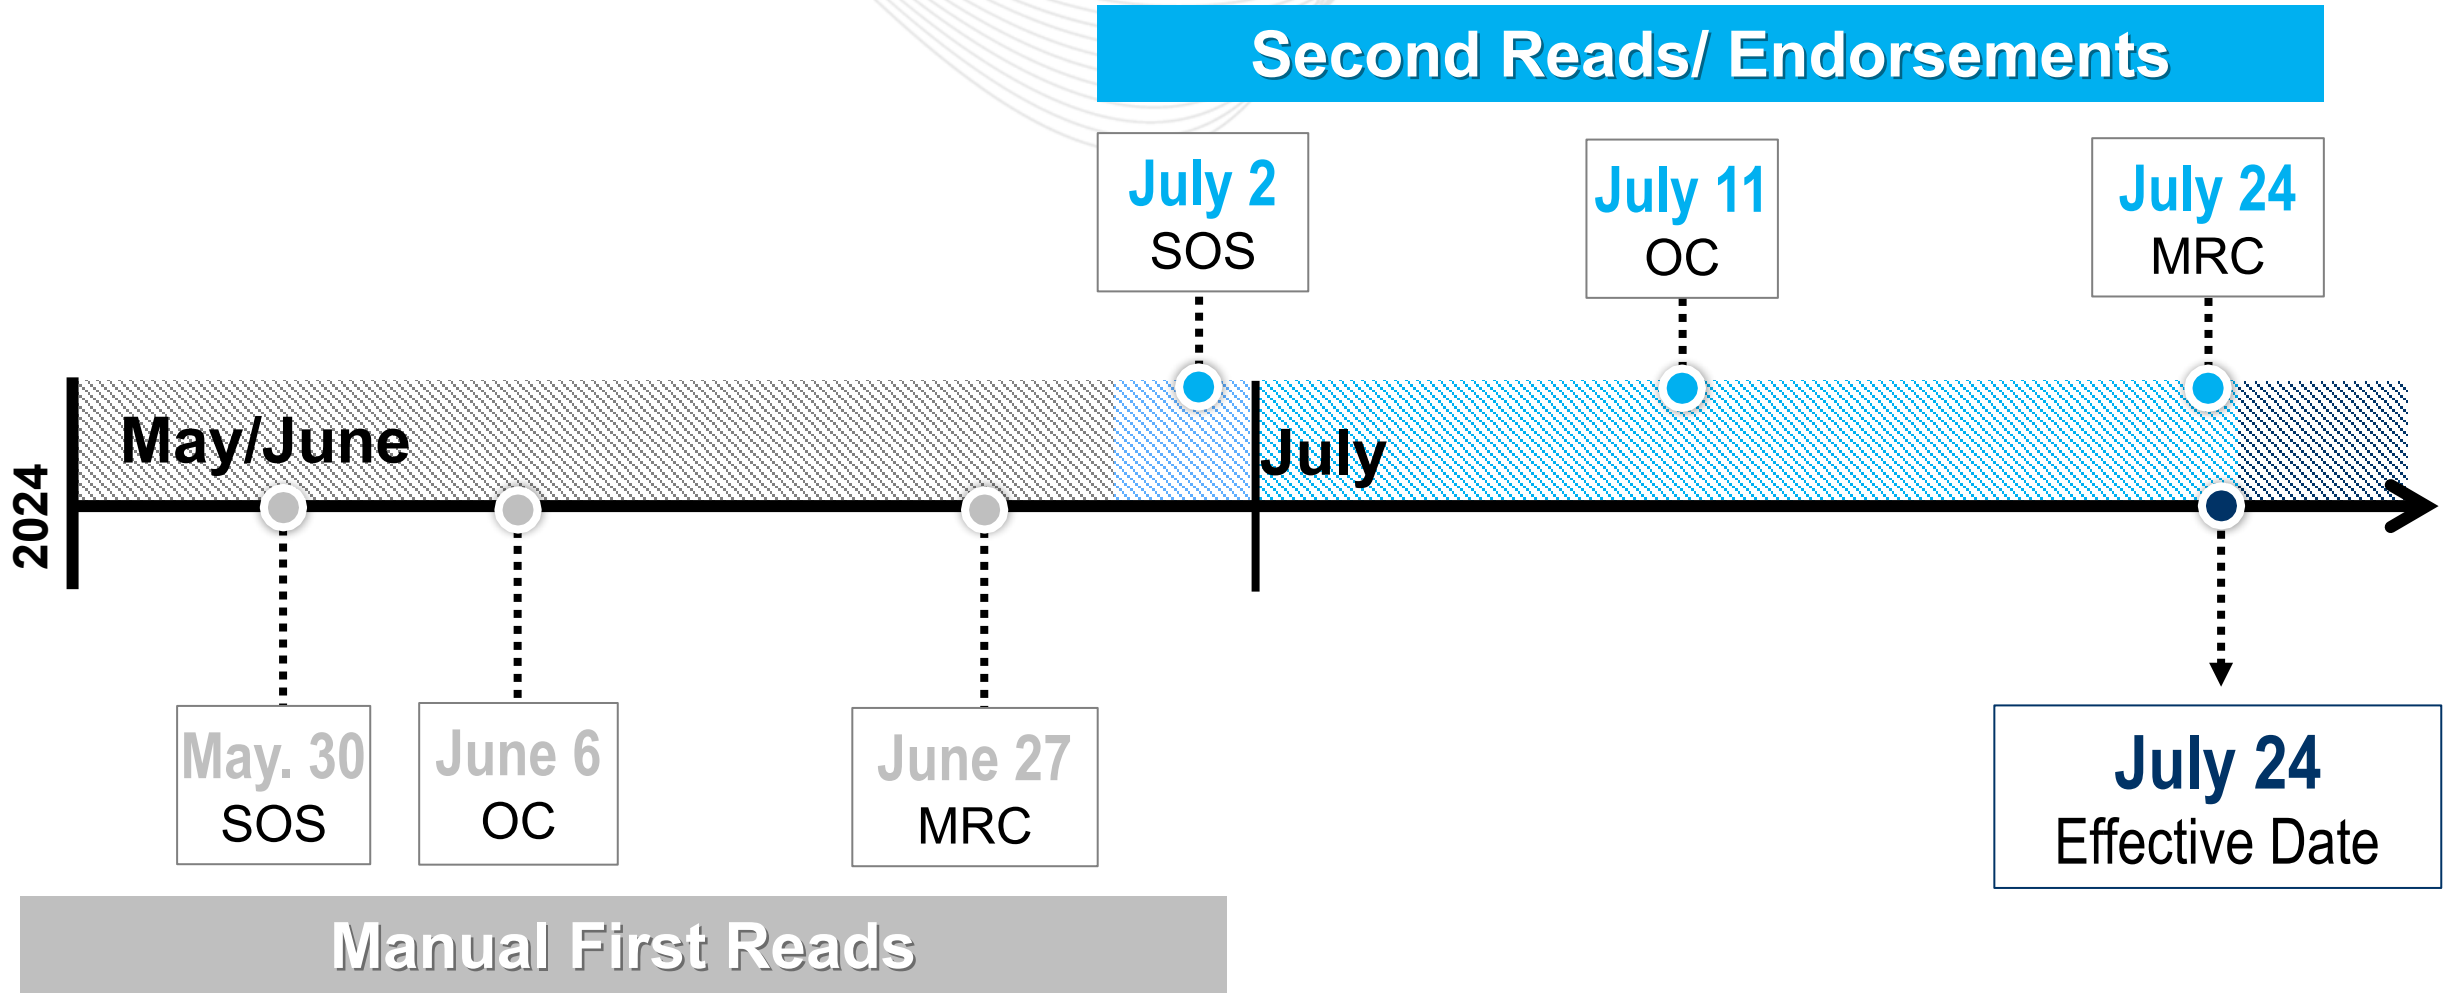 Second Reads/ Endorsements
July 2
SOS
July 11
OC
July 24
MRC
May/June
July
2024
May. 30
SOS
June 6
OC
June 27
MRC
July 24
Effective Date
Manual First Reads